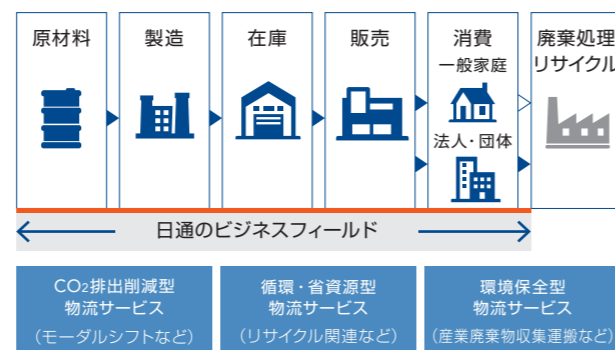 原材料
製造
在庫
販売
消費
一般家庭
法人・団体
廃棄処理
リサイクル
日通のビジネスフィールド
CO₂排出削減型
物流サービス
（モーダルシフトなど）
循環・省資源型
物流サービス
（リサイクル関連など）
環境保全型
物流サービス
（産業廃棄物収集運搬など）